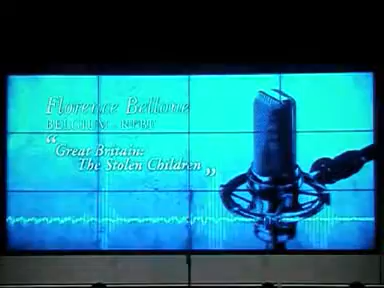 Florence Bellone
BELGIUM - RTBF
“Great Britain:
The Stolen Children”